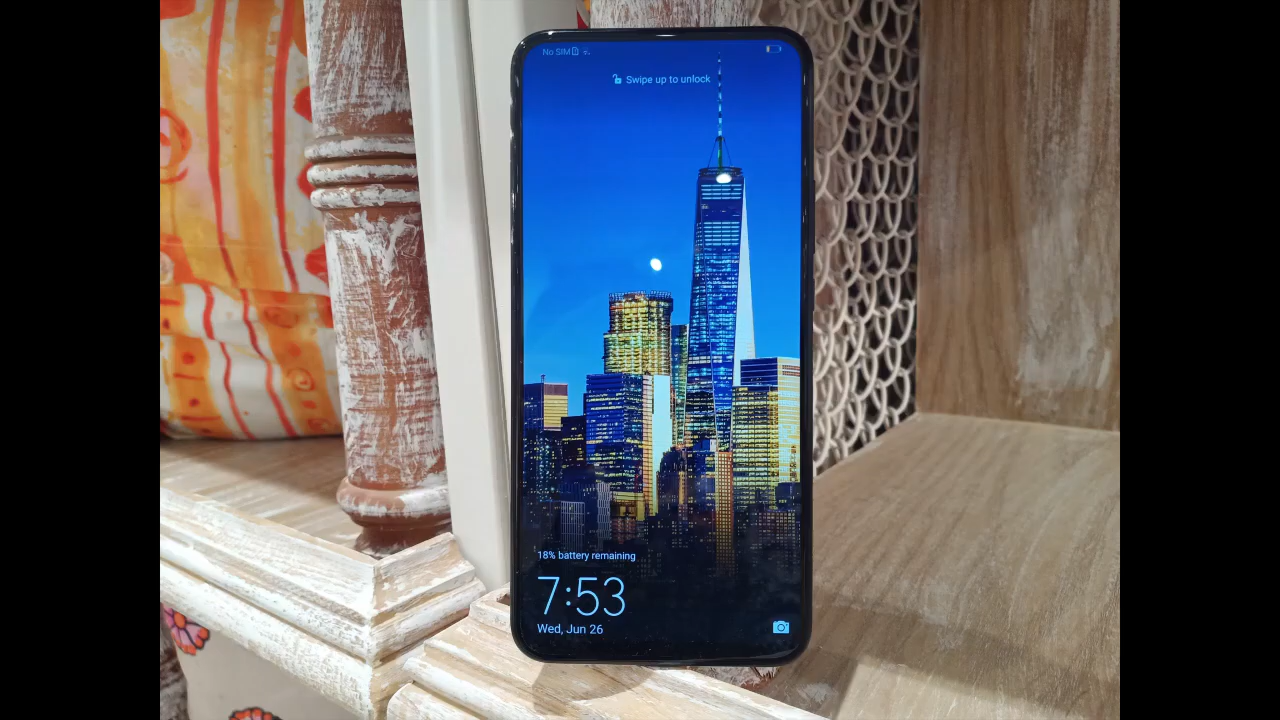 No SIM
Swipe up to unlock
18% battery remaining
7:53
Wed, Jun 26